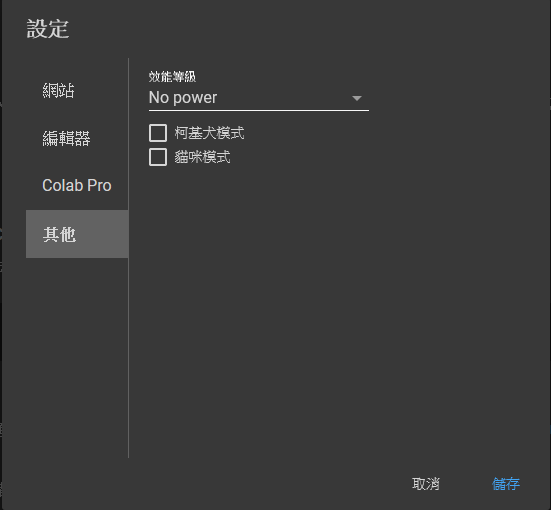 設定
網站
編輯器
Colab Pro
其他
效能等級
No power
柯基犬模式
貓咪模式
取消
儲存